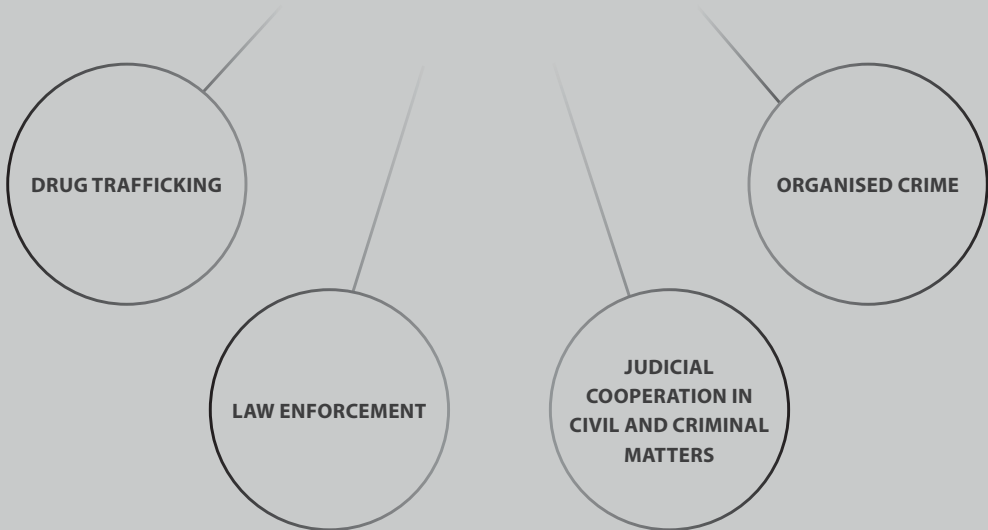 DRUG TRAFFICKING
ORGANISED CRIME
LAW ENFORCEMENT
JUDICIAL
COOPERATION IN
CIVIL AND CRIMINAL
MATTERS